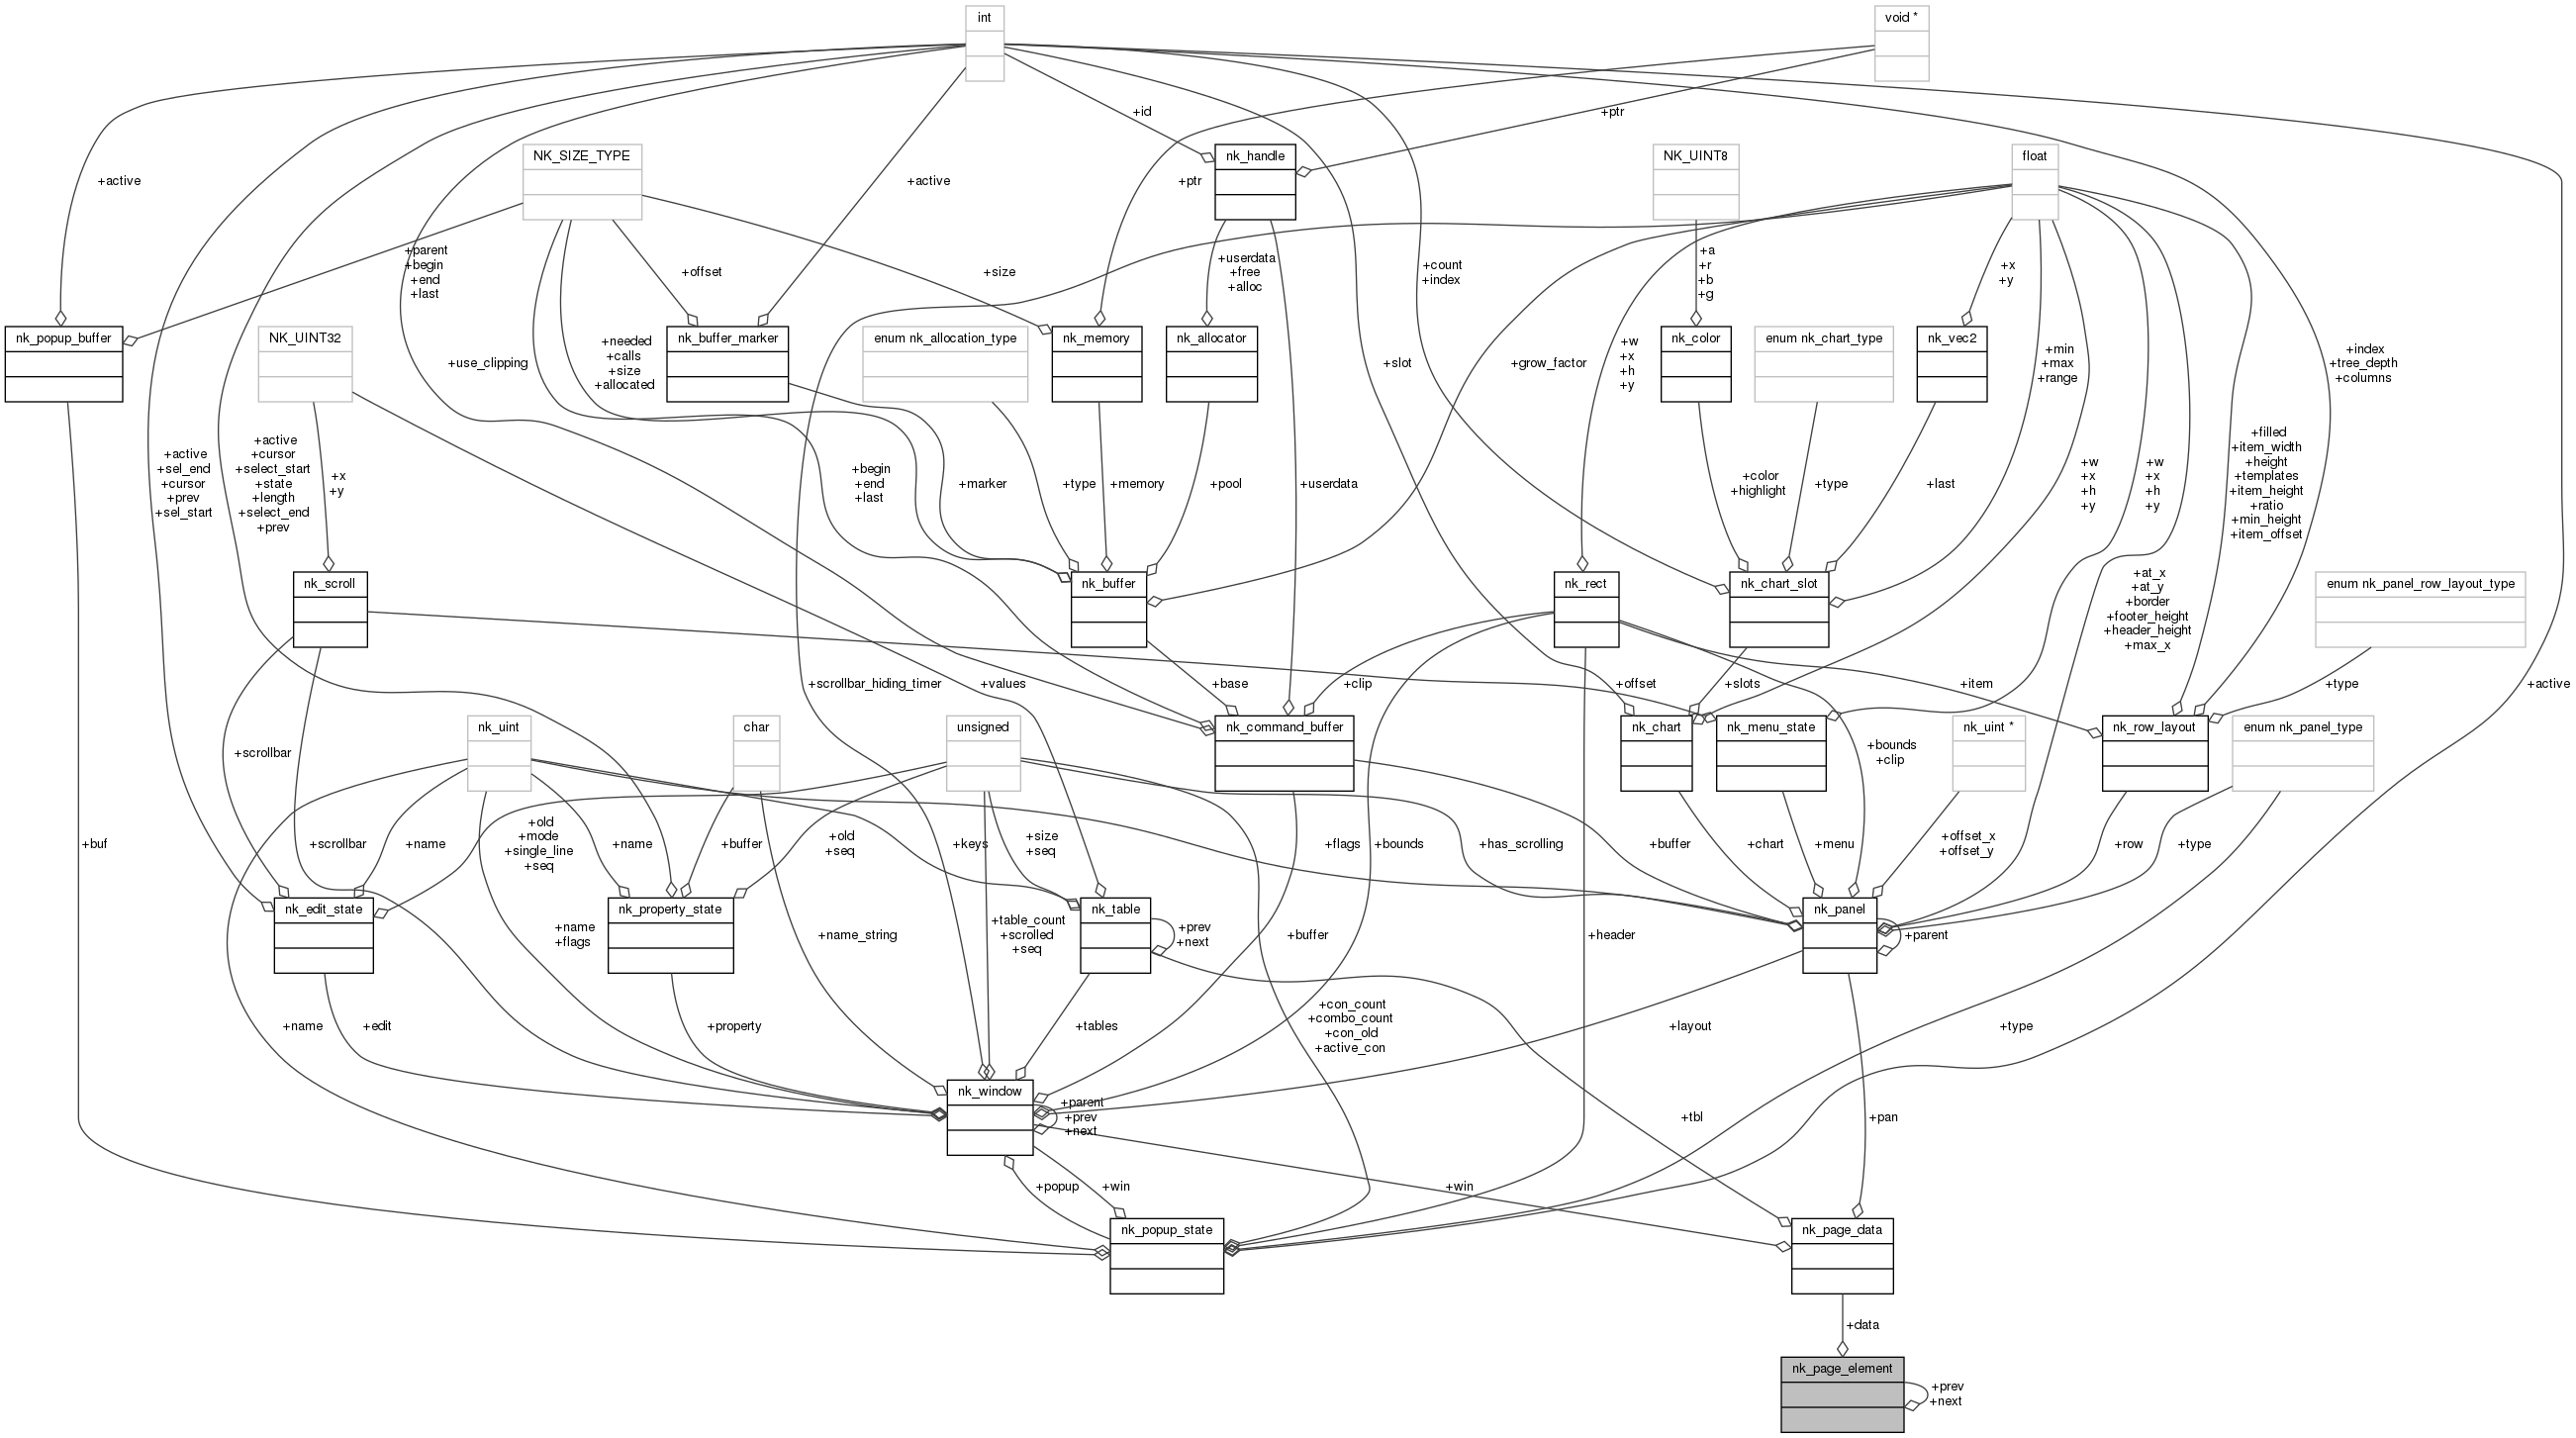 int
void *
+id
+ptr
NK_SIZE_TYPE
nk_handle
NK_UINT8
float
+active
+active
+ptr
+parent
+begin
+end
+last
+offset
+size
+userdata
+free
+alloc
+count
+index
+a
+r
+b
+g
+x
+y
nk_popup_buffer
NK_UINT32
nk_buffer_marker
enum nk_allocation_type
nk_memory
nk_allocator
nk_color
enum nk_chart_type
nk_vec2
+use_clipping
+needed
+calls
+size
+allocated
+slot
+grow_factor
+w
+x
+h
+y
+min
+max
+range
+index
+tree_depth
+columns
+active
+sel_end
+cursor
+prev
+sel_start
+active
+cursor
+select_start
+state
+length
+select_end
+prev
+x
+y
+begin
+end
+last
+marker
+type
+memory
+pool
+userdata
+color
+highlight
+type
+last
+w
+x
+h
+y
+w
+x
+h
+y
+filled
+item_width
+height
+templates
+item_height
+ratio
+min_height
+item_offset
nk_scroll
nk_buffer
nk_rect
nk_chart_slot
enum nk_panel_row_layout_type
+at_x
+at_y
+border
+footer_height
+header_height
+max_x
+scrollbar_hiding_timer
+values
+base
+clip
+offset
+slots
+item
+type
+active
nk_uint
char
unsigned
nk_command_buffer
nk_chart
nk_menu_state
nk_uint *
nk_row_layout
enum nk_panel_type
+scrollbar
+bounds
+clip
+scrollbar
+name
+old
+mode
+single_line
+seq
+name
+buffer
+old
+seq
+keys
+size
+seq
+flags
+bounds
+has_scrolling
+buffer
+chart
+menu
+offset_x
+offset_y
+row
+type
nk_edit_state
nk_property_state
nk_table
nk_panel
+name
+flags
+name_string
+table_count
+scrolled
+seq
+prev
+next
+buffer
+header
+parent
+name
+edit
+property
+tables
+con_count
+combo_count
+con_old
+active_con
+layout
+type
nk_window
+parent
+prev
+next
+buf
+tbl
+pan
+popup
+win
+win
nk_popup_state
nk_page_data
+data
nk_page_element
+prev
+next